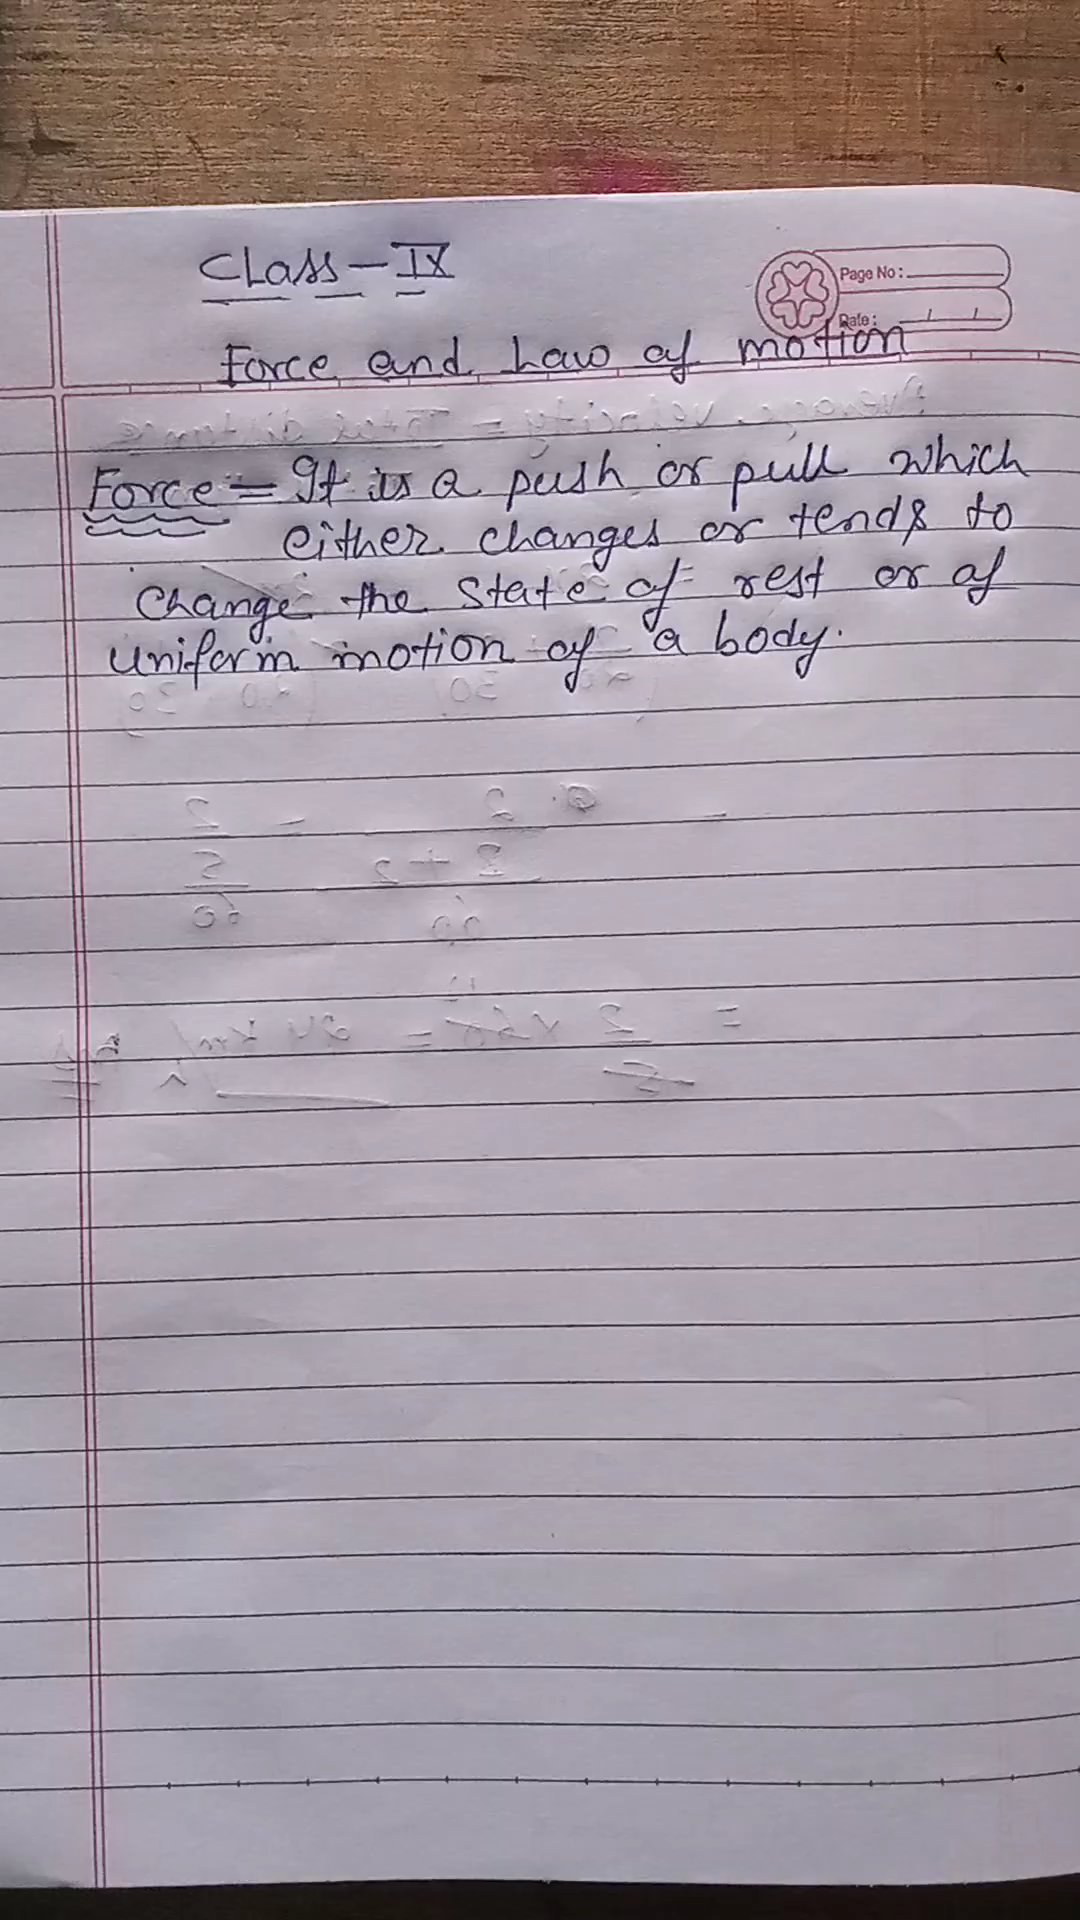 Class - IX
Page No:
Date:
Force and Law of motion
Force = It is a push or pull which
either changes or tends to
change the state of rest or of
uniform motion of a body.